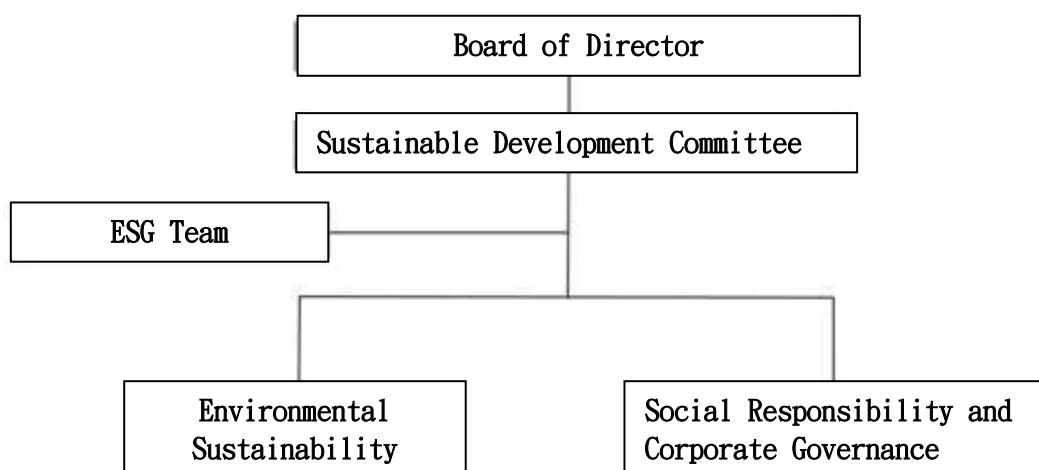 Board of Director
Sustainable Development Committee
ESG Team
Environmental
Sustainability
Social Responsibility and
Corporate Governance